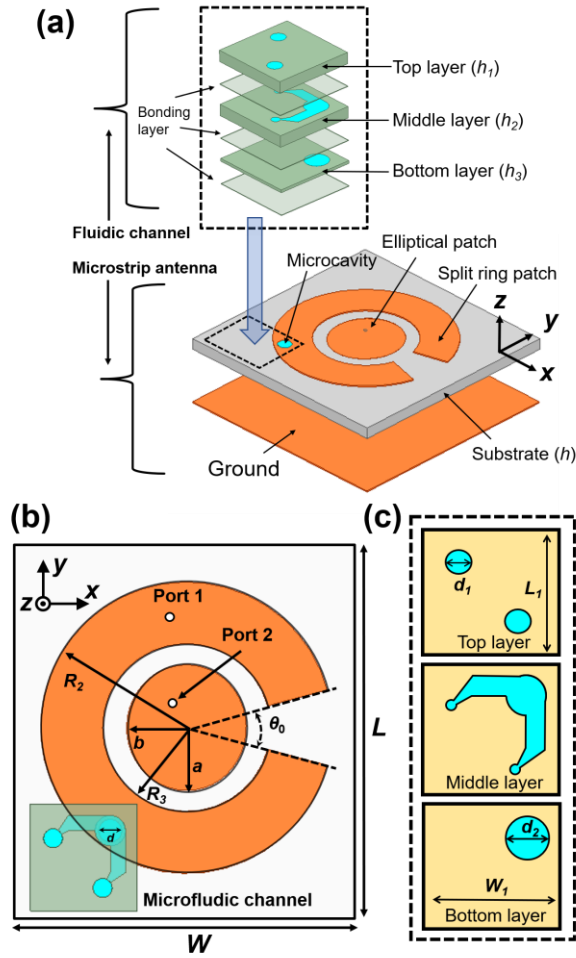 (a)
Top layer (h1)
Bonding
layer
Middle layer (h2)
Bottom layer (h3)
Fluidic channel
Microstrip antenna
Elliptical patch
Microcavity
Split ring patch
z
y
x
Ground
Substrate (h)
(b)
y
z
x
Port 1
Port 2
R2
θ0
b
a
R3
L
d
Microfludic channel
W
(c)
d1
L1
Top layer
Middle layer
d2
W1
Bottom layer